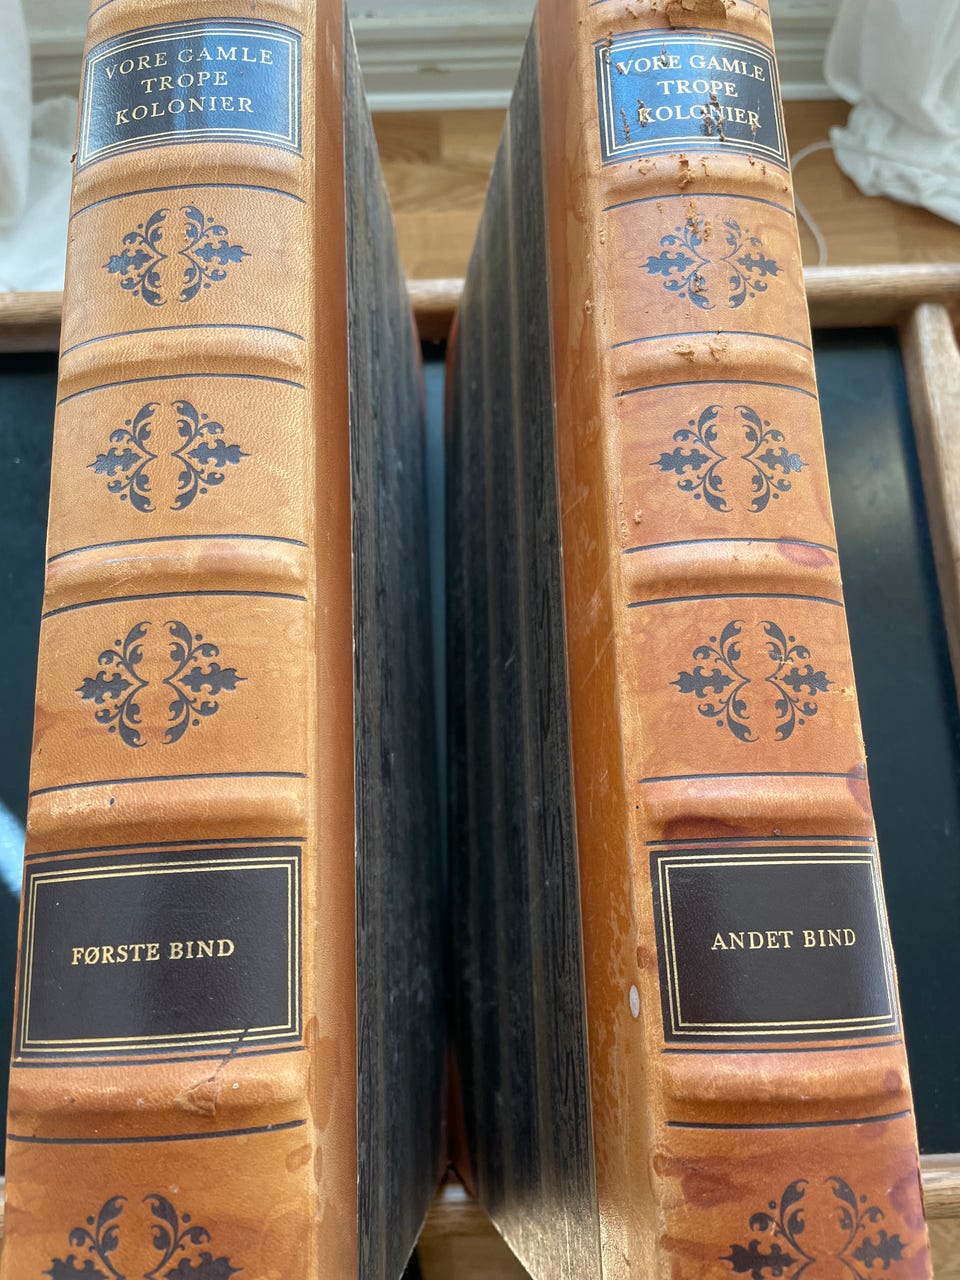 VORE GAMLE
TROPE
KOLONIER
FØRSTE BIND
VORE GAMLE
TROPE
KOLONIER
ANDET BIND